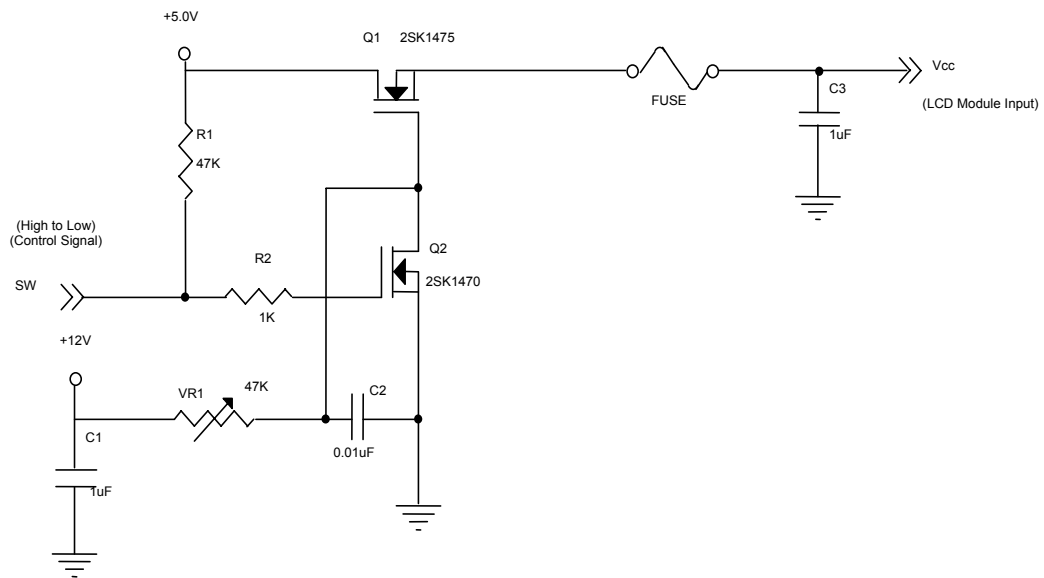 +5.0V
Q1 2SK1475
Vcc
FUSE
C3
(LCD Module Input)
R1
1uF
47K
(High to Low)
(Control Signal)
Q2
R2
2SK1470
SW
1K
+12V
VR1
47K
C2
C1
0.01uF
1uF